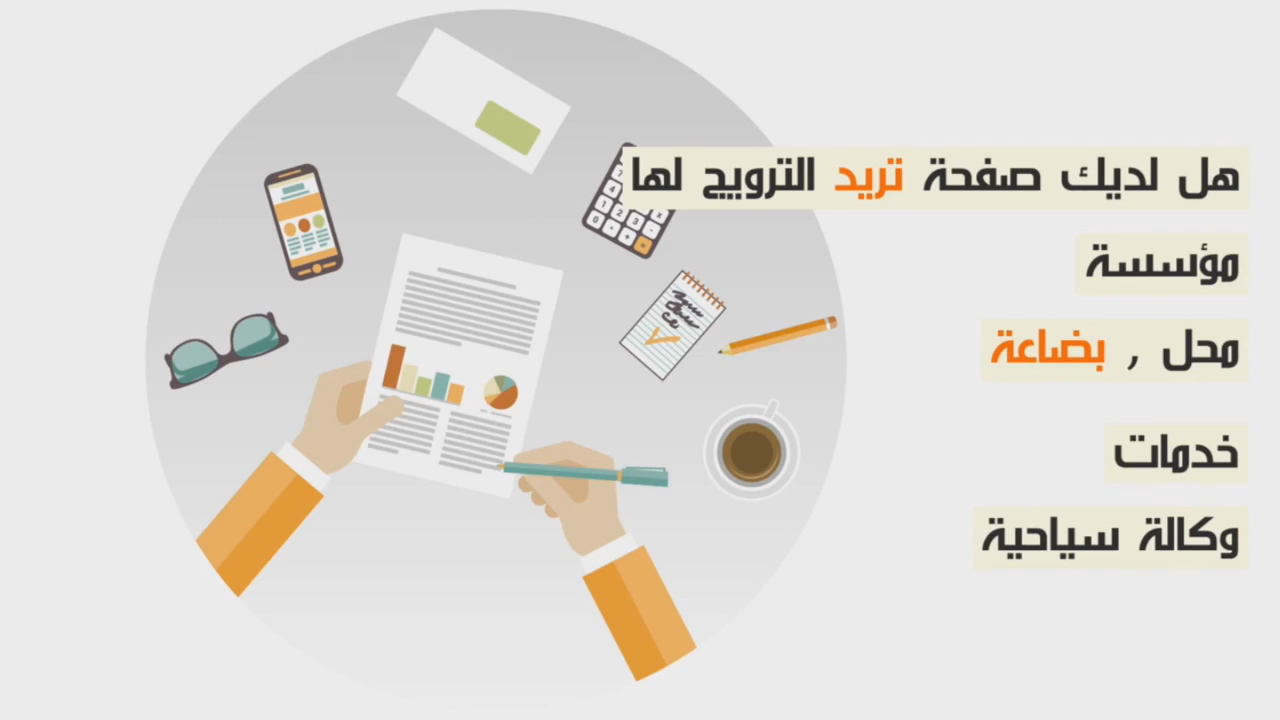 هل لديك صفحة تريد الترويج لها
مؤسسة
محل , بضاعة
خدمات
وكالة سياحية